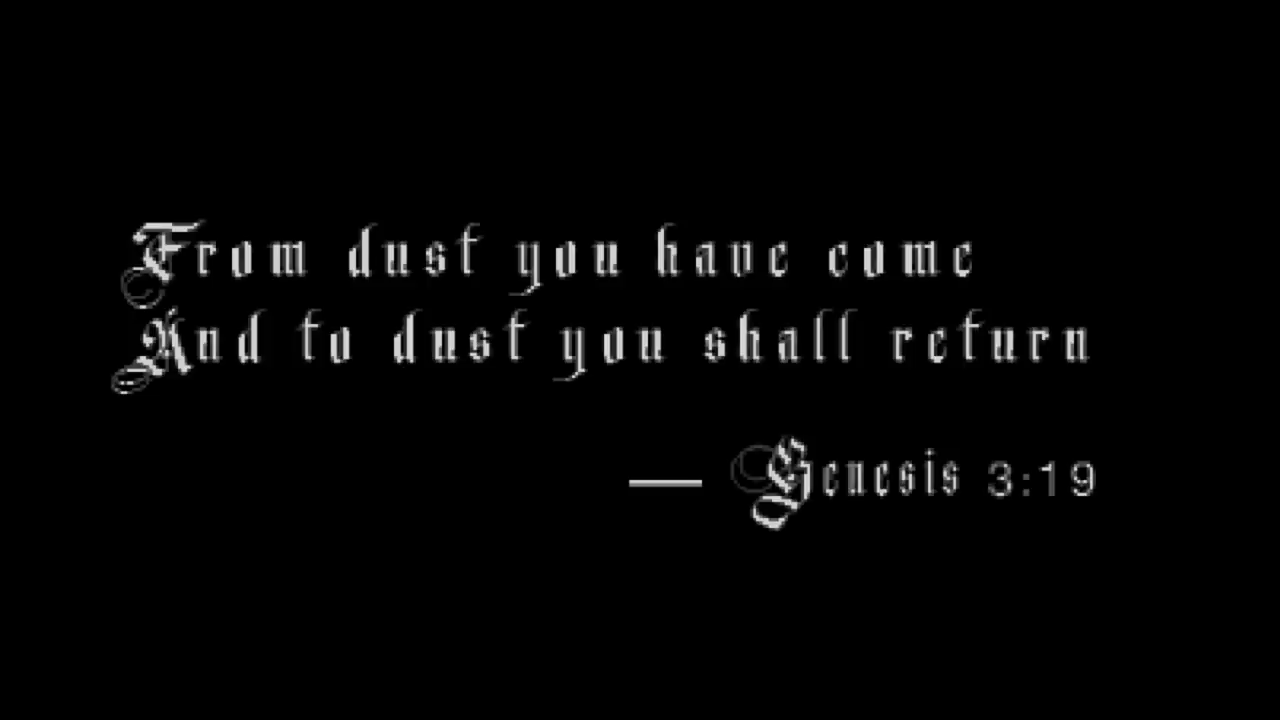 From dust you have come
And to dust you shall return
— Genesis 3:19